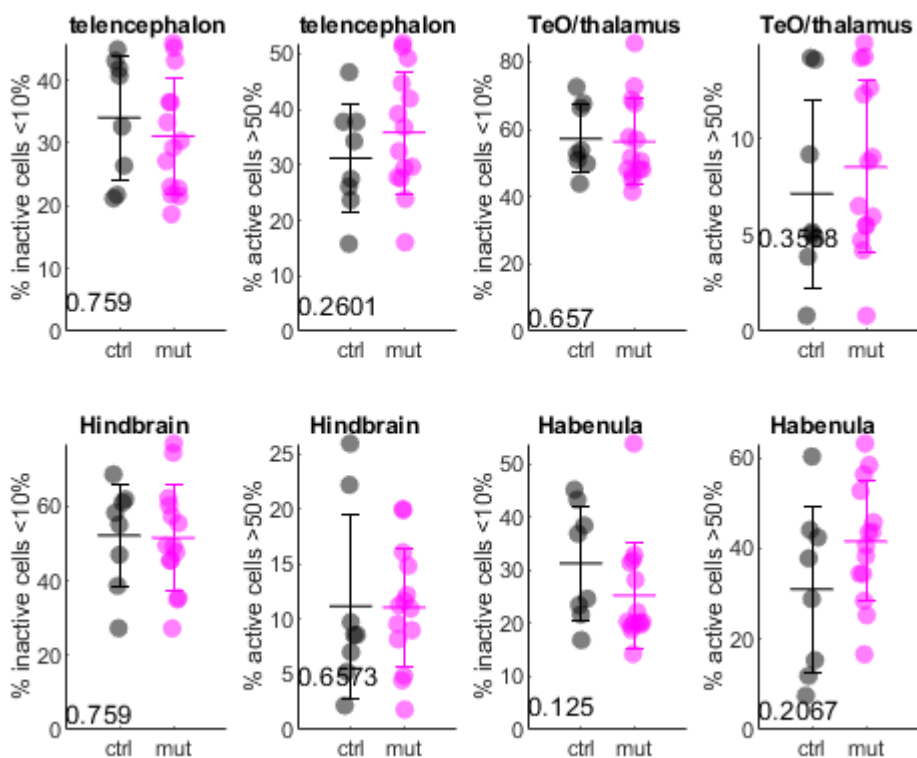 telencephalon
% inactive cells <10%
40
30
20
10
0
0.759
ctrl mut
telencephalon
% active cells >50%
50
40
30
20
10
0
0.2601
ctrl mut
TeO/thalamus
% inactive cells <10%
80
60
40
20
0
0.657
ctrl mut
TeO/thalamus
% active cells >50%
10
5
0
0.3568
ctrl mut
Hindbrain
% inactive cells <10%
60
40
20
0
0.759
ctrl mut
Hindbrain
% active cells >50%
25
20
15
10
5
0
0.6573
ctrl mut
Habenula
% inactive cells <10%
50
40
30
20
10
0
0.125
ctrl mut
Habenula
% active cells >50%
60
40
20
0
0.2067
ctrl mut